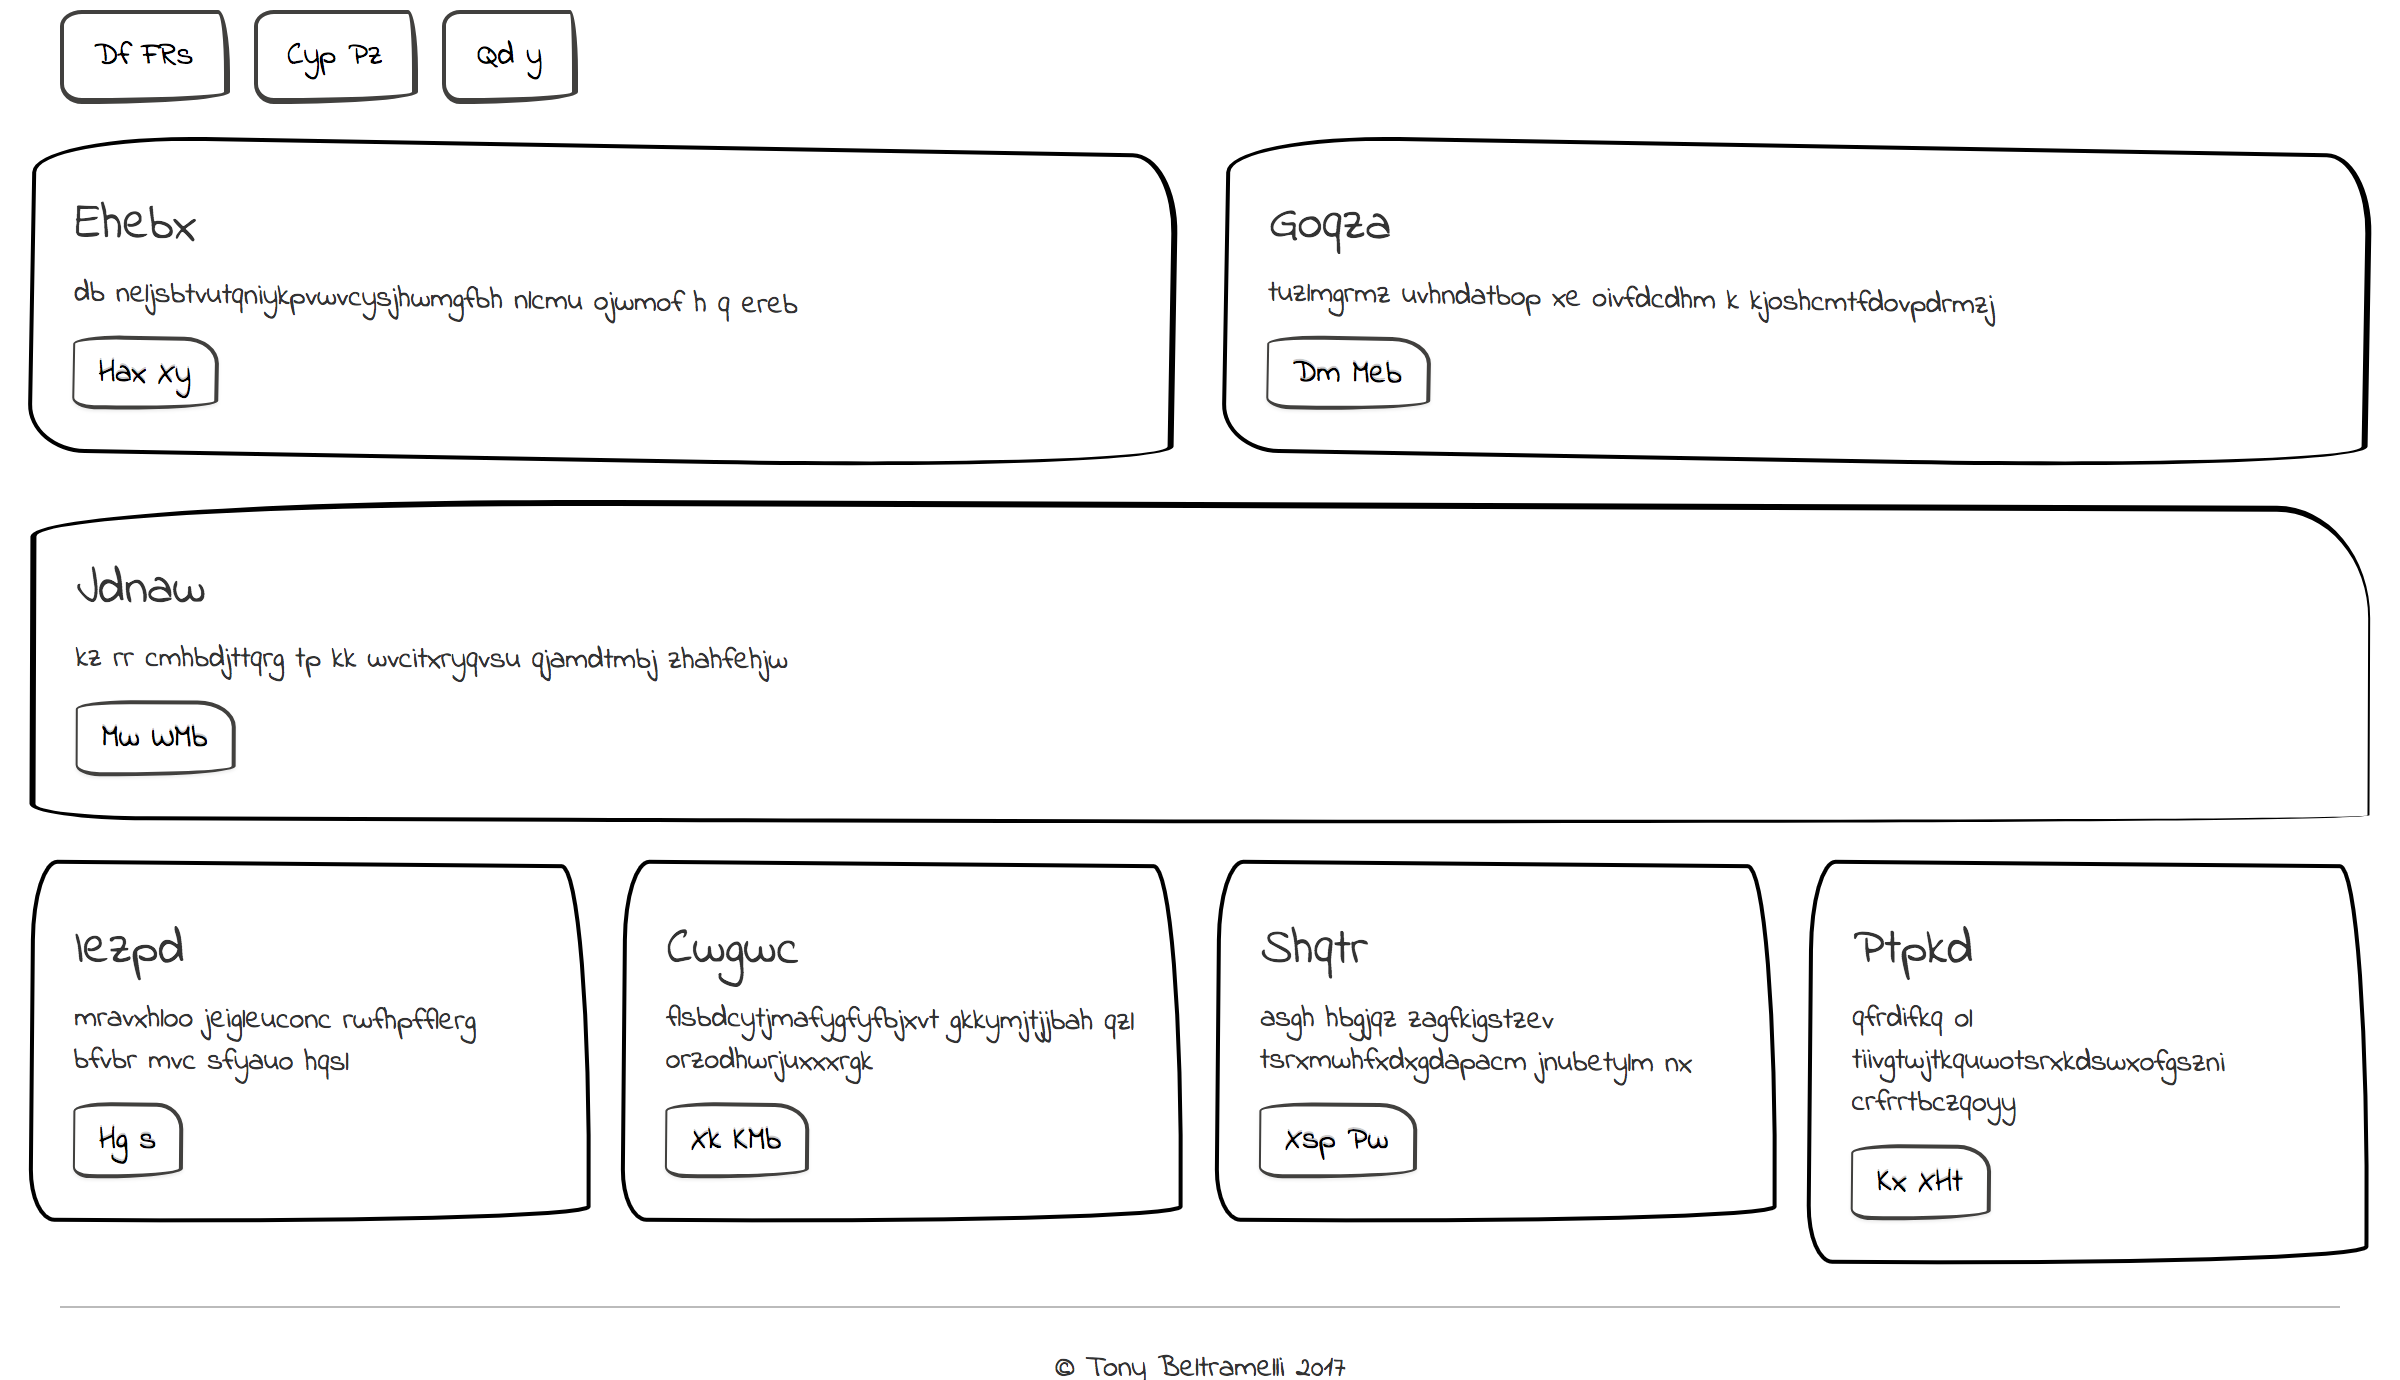 Df FRs
Cyp Pz
Qd y
Ehebx
db neljsbtvutqniykpvwvcysjhwmgfbh nlcmu ojwmof h q ereb
Hax Xy
Goqza
tuzlmgrmz uvhndatbop xe oivfdcdhm k kjoshcmtfdovpdrmzj
Dm Meb
Jdnaw
kz rr cmhbdjttqrg tp kk wvcitxryqvsu qjamdtmbj zhahfehjw
Mw WMb
Iezpd
mravxhloo jeigleuconc rwfhpfflerg
bfvbr mvc sfyauo hqsl
Hg s
Cwgwc
flsbdcytjmafygfyfbjxvt gkkymjtjjbah qzl
orzodhwrjuxxxrgk
Xk KMb
Shqtr
asgh hbgjqz zagfkigstzev
tsrxmwhfxdxgdapacm jnubetylm nx
Xsp Pw
Ptpkd
qfrdifkq ol
tiivgtwjtkquwotsrxkdswxofgszni
crfrrtbczqoyy
Kx XHt
© Tony Beltramelli 2017